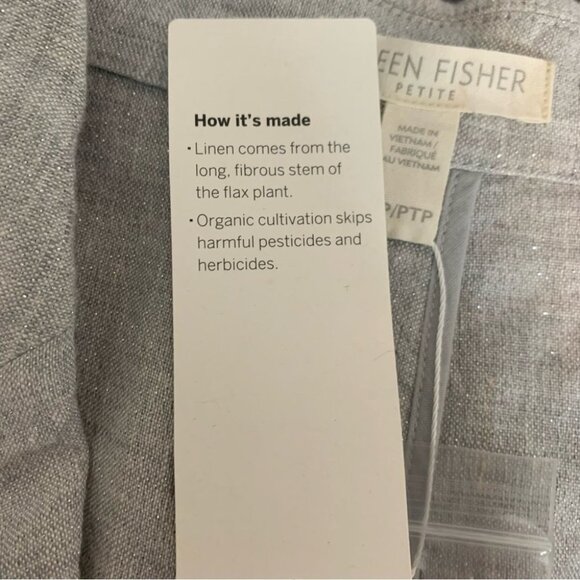 How it's made
• Linen comes from the
long, fibrous stem of
the flax plant.
• Organic cultivation skips
harmful pesticides and
herbicides.
EEN FISHER
PETITE
MADE IN
VIETNAM /
FABRIQUÉ
AU VIETNAM
P/PTP